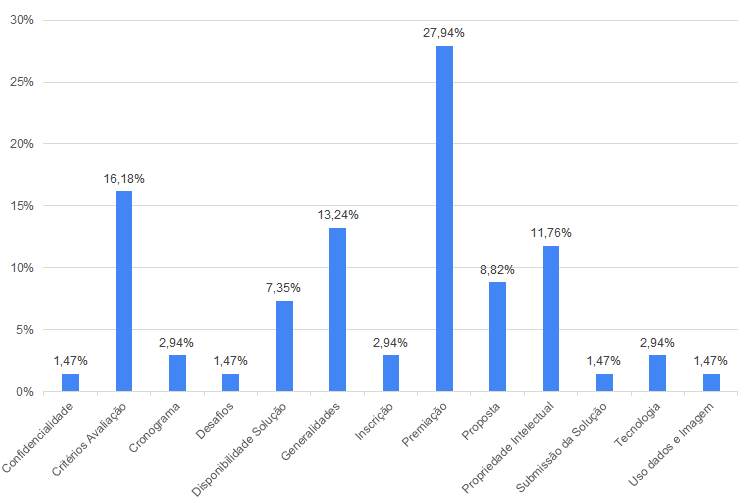 30%
25%
20%
15%
10%
5%
0%
1,47%
16,18%
2,94%
1,47%
7,35%
13,24%
2,94%
27,94%
8,82%
11,76%
1,47%
2,94%
1,47%
Confidencialidade
Critérios Avaliação
Cronograma
Desafios
Disponibilidade Solução
Generalidades
Inscrição
Premiação
Proposta
Propriedade Intelectual
Submissão da Solução
Tecnologia
Uso dados e Imagem